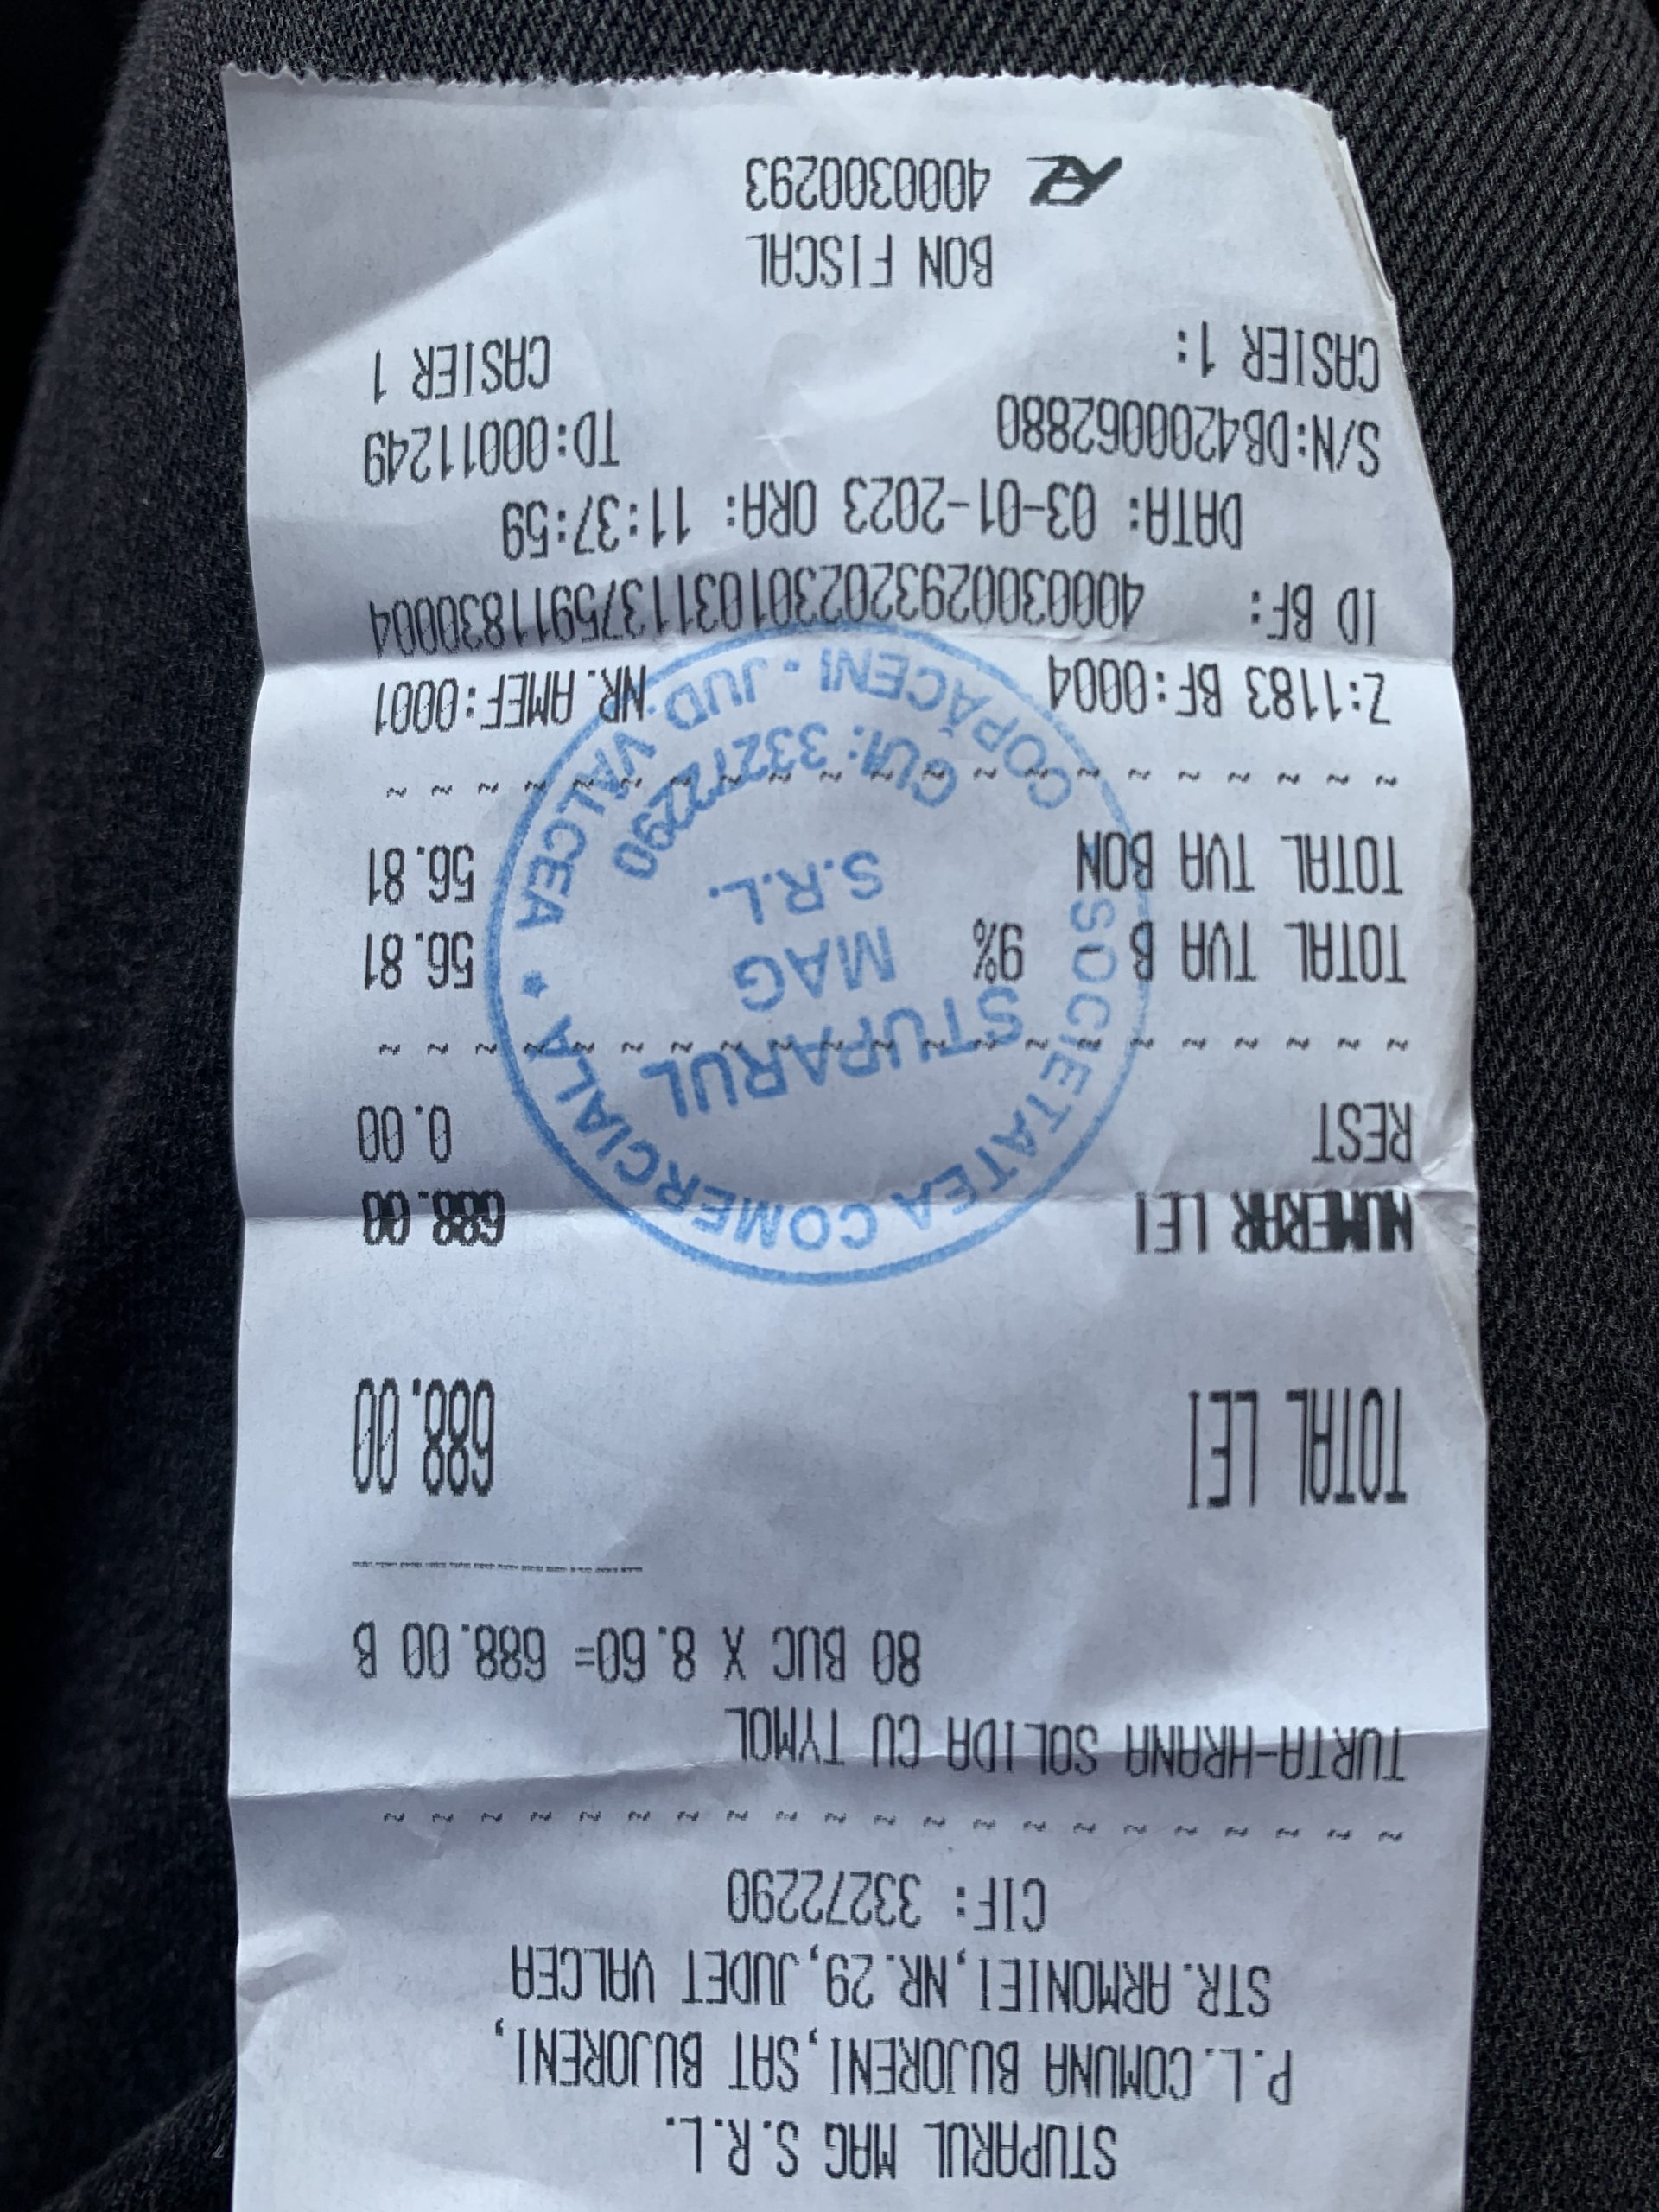 STUPARUL MAG S.R.L.
P.L.COMUNA BUJORENI,SAT BUJORENI,
STR.ARMONIEI,NR.29,JUDET VALCEA
CIF: 33272290
~ ~ ~ ~ ~ ~ ~ ~ ~ ~ ~ ~ ~ ~ ~ ~ ~ ~ ~ ~ ~
TURTA-HRANA SOLIDA CU TYMOL
80 BUC X 8.60= 688.00 B
TOTAL LEI 688.00
NUMERAR LEI 688.00
REST 0.00
~ ~ ~ ~ ~ ~ ~ ~ ~ ~ ~ ~ ~ ~ ~ ~ ~ ~ ~ ~ ~
TOTAL TVA B 9% 56.81
TOTAL TVA BON 56.81
~ ~ ~ ~ ~ ~ ~ ~ ~ ~ ~ ~ ~ ~ ~ ~ ~ ~ ~ ~ ~
Z:1183 BF:0004 NR.AMEF:0001
ID BF: 40003002932023010311375911830004
DATA: 03-01-2023 ORA: 11:37:59
S/N:DB4200062880 TD:00011249
CASIER 1: CASIER 1
BON FISCAL
4000300293
SOCIETATEA COMERCIALA
STUPARUL
MAG
S.R.L.
CUI: 33272290
COPĂCENI - JUD. VALCEA